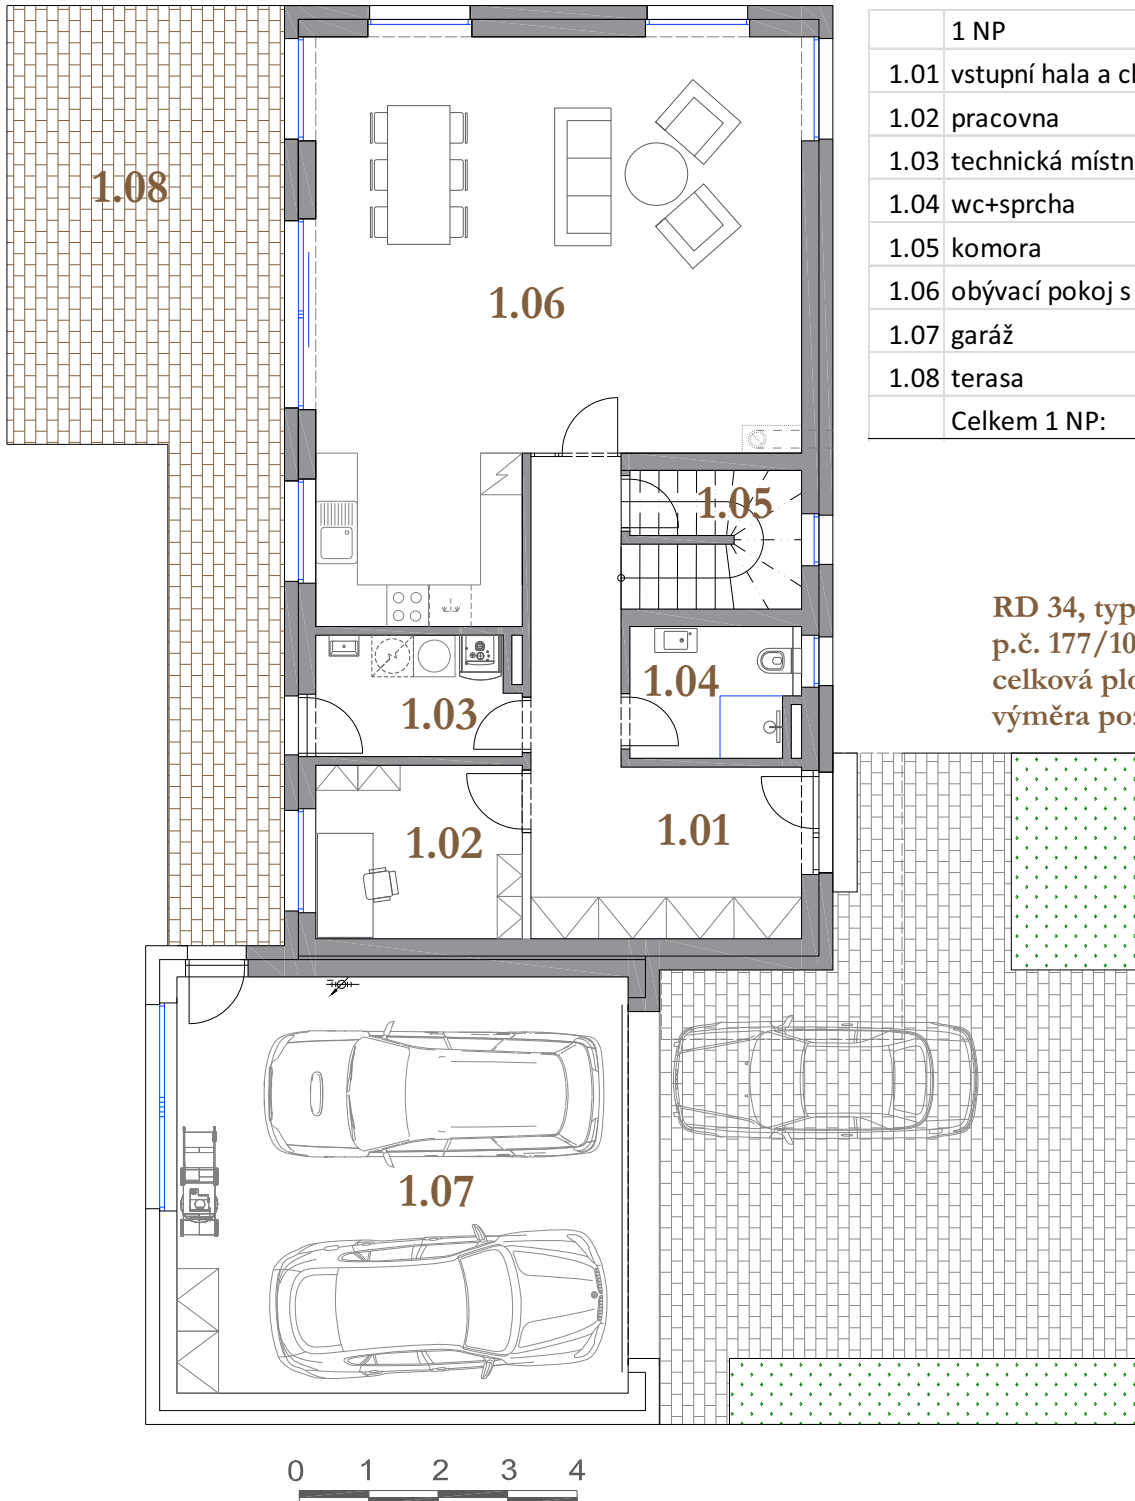 1 NP
1.01 vstupní hala a
1.02 pracovna
1.03 technická
1.04 wc+sprcha
1.05 komora
1.06 obývací pokoj s
1.07 garáž
1.08 terasa
Celkem 1 NP:
1.08
1.06
1.05
RD 34, typ
p.č. 177/10
celková
výměra
1.04
1.03
1.02
1.01
1.07
0 1 2 3 4